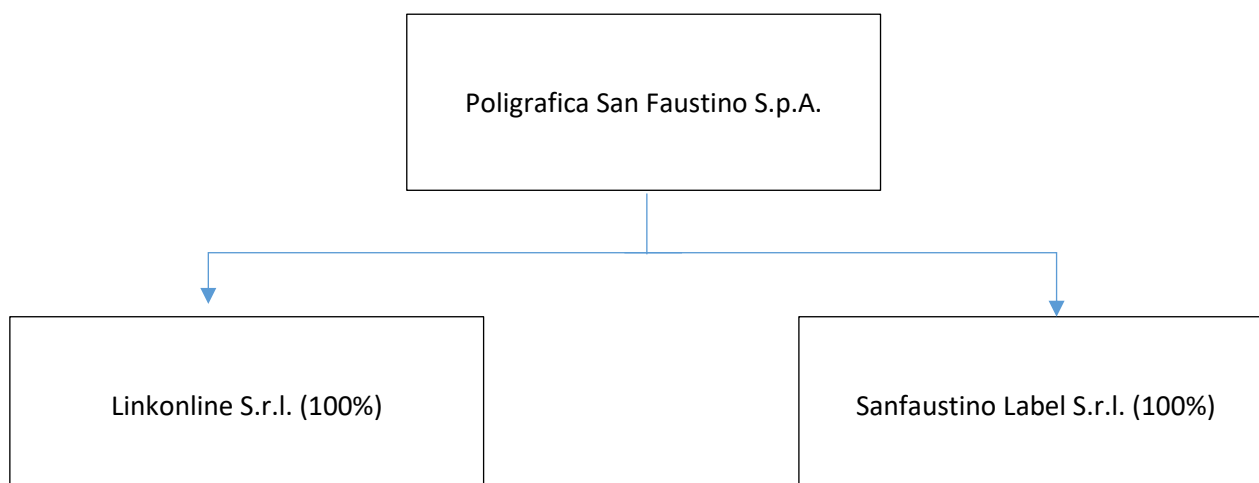 Poligrafica San Faustino S.p.A.
Linkonline S.r.l. (100%)
Sanfaustino Label S.r.l. (100%)